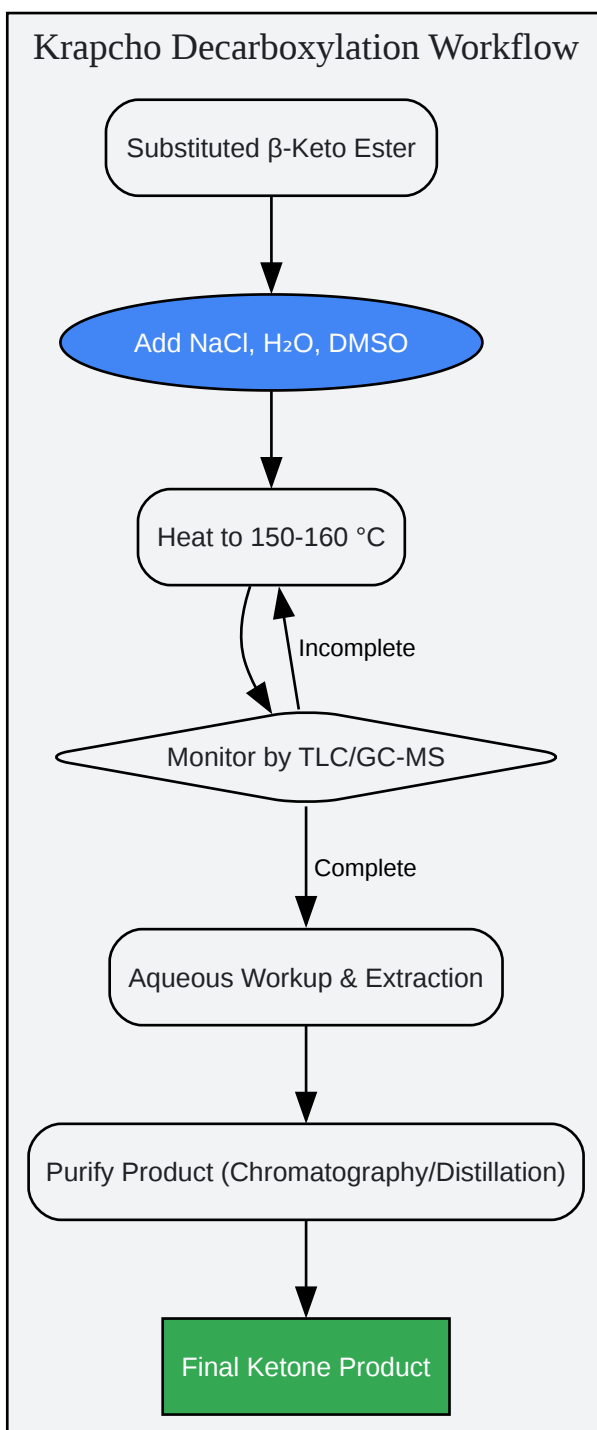 Krapcho Decarboxylation Workflow
Substituted β-Keto Ester
Add NaCl, H₂O, DMSO
Heat to 150-160 °C
Incomplete
Monitor by TLC/GC-MS
Complete
Aqueous Workup & Extraction
Purify Product (Chromatography/Distillation)
Final Ketone Product